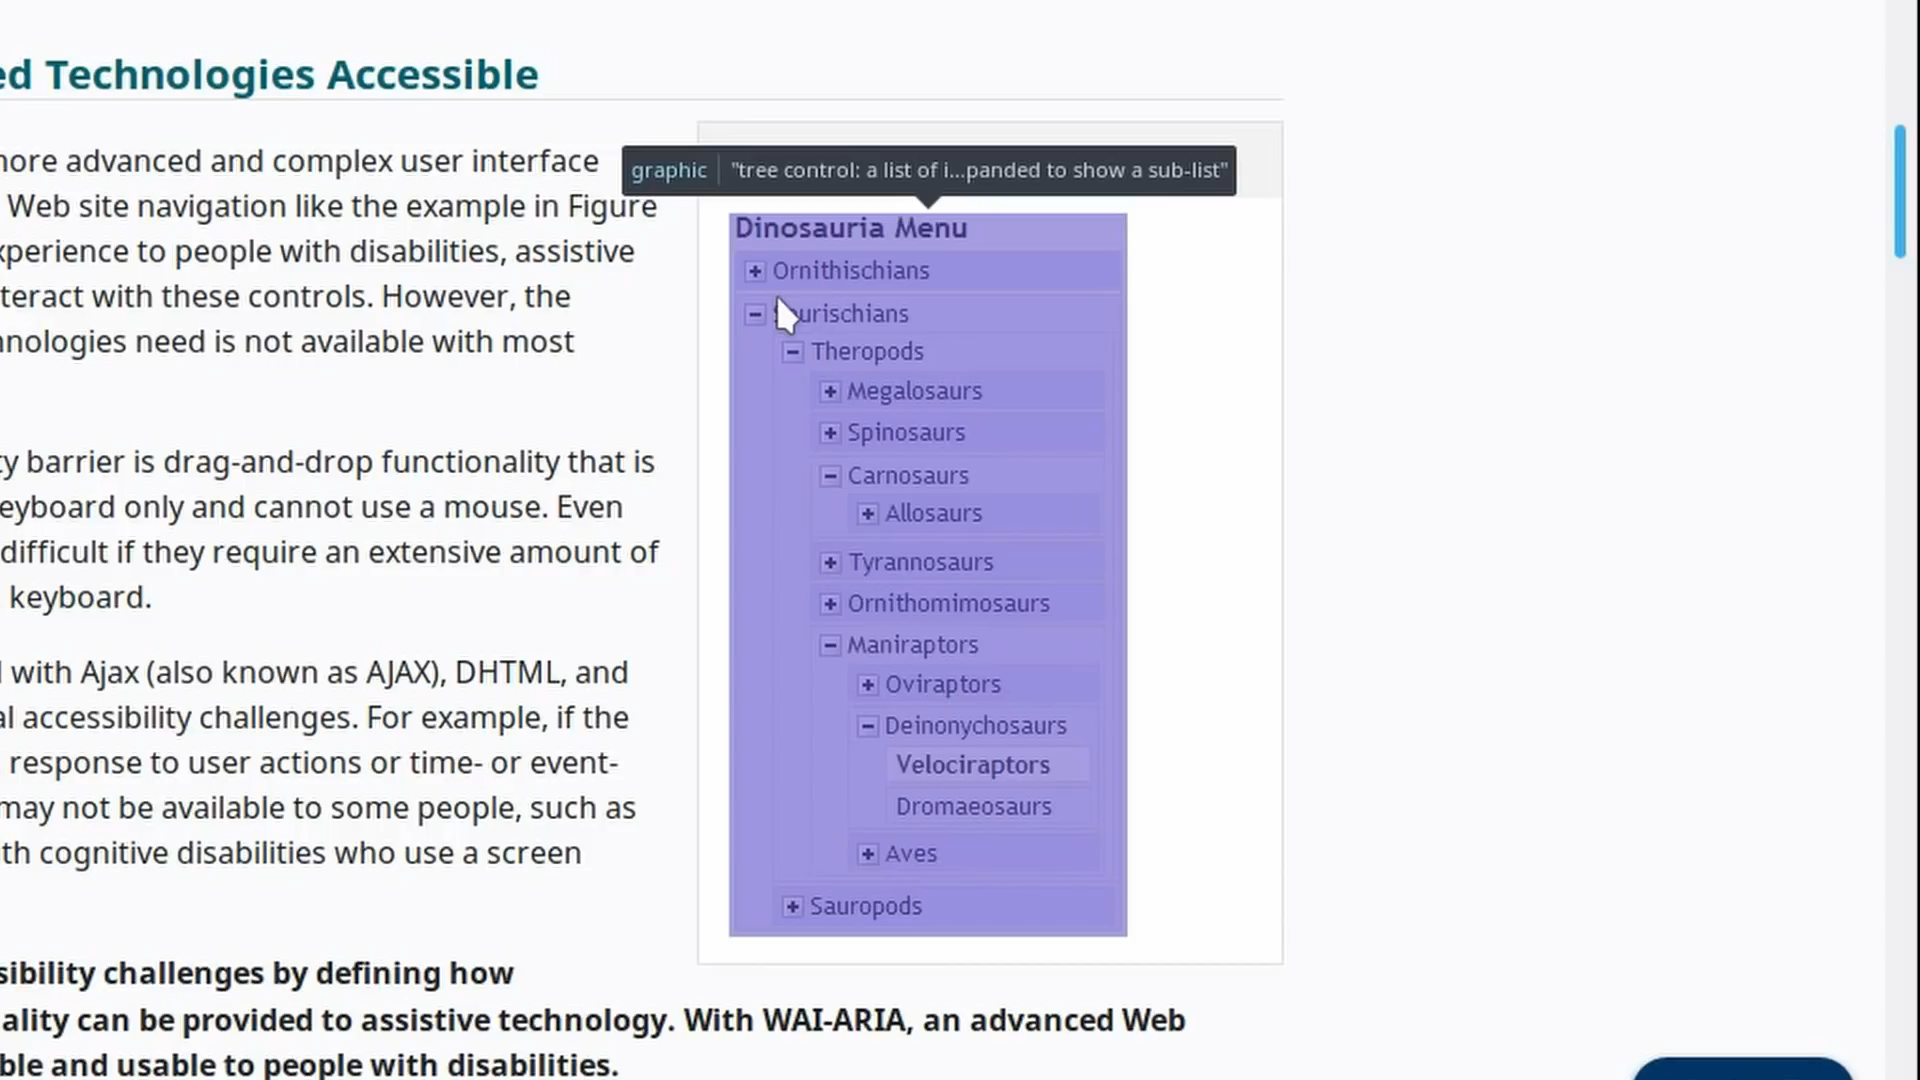 ed Technologies Accessible
more advanced and complex user interface
Web site navigation like the example in Figure
xperience to people with disabilities, assistive
teract with these controls. However, the
hnologies need is not available with most
ty barrier is drag-and-drop functionality that is
eyboard only and cannot use a mouse. Even
difficult if they require an extensive amount of
keyboard.
with Ajax (also known as AJAX), DHTML, and
al accessibility challenges. For example, if the
response to user actions or time- or event-
may not be available to some people, such as
th cognitive disabilities who use a screen
sibility challenges by defining how
ality can be provided to assistive technology. With WAI-ARIA, an advanced Web
ble and usable to people with disabilities.
graphic "tree control: a list of i...panded to show a sub-list"
Dinosauria Menu
Ornithischians
urischians
Theropods
Megalosaurs
Spinosaurs
Carnosaurs
Allosaurs
Tyrannosaurs
Ornithomimosaurs
Maniraptors
Oviraptors
Deinonychosaurs
Velociraptors
Dromaeosaurs
Aves
Sauropods